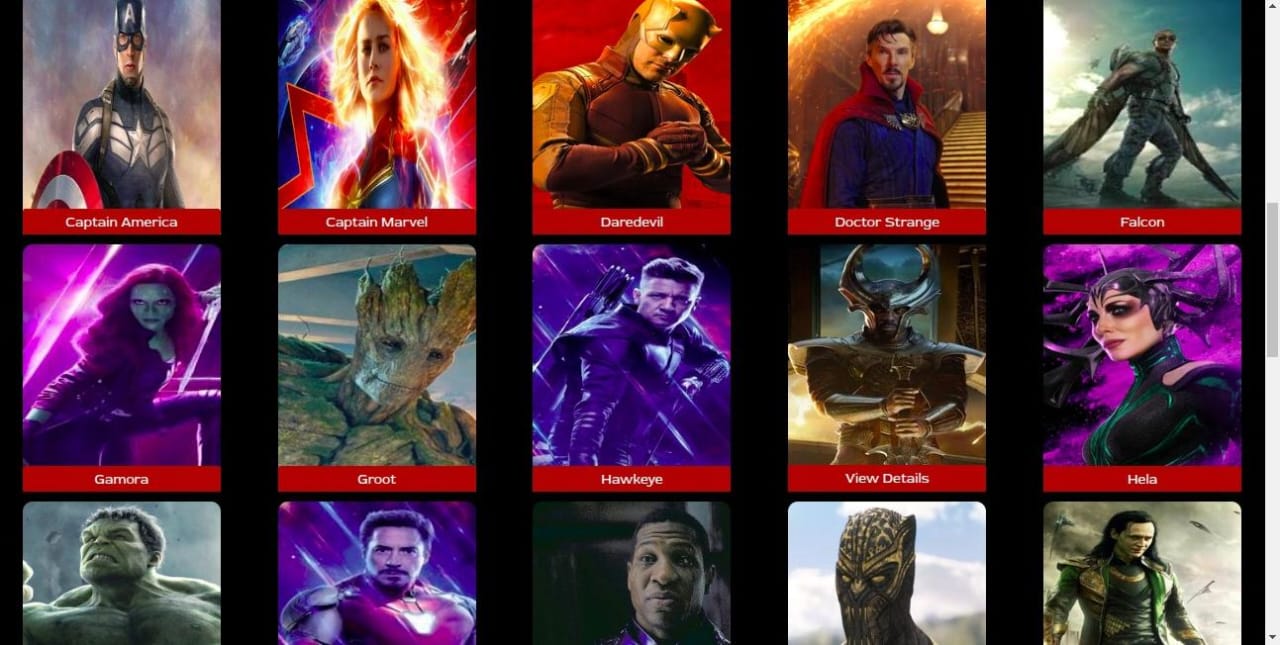 Captain America
Captain Marvel
Daredevil
Doctor Strange
Falcon
Gamora
Groot
Hawkeye
View Details
Hela